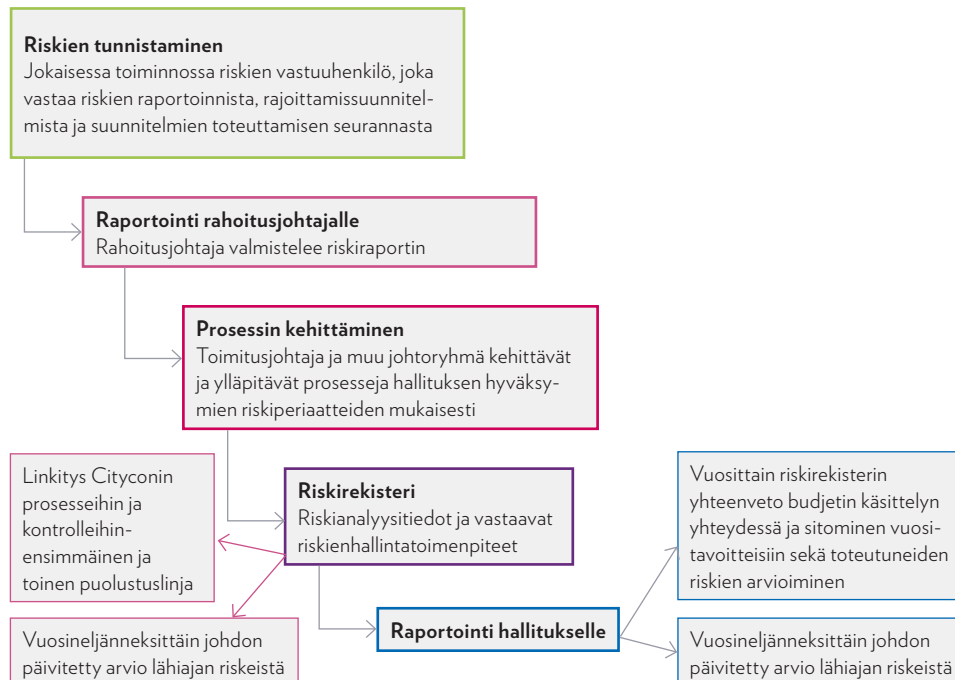 Riskien tunnistaminen
Jokaisessa toiminnossa riskien vastuuhenkilö, joka
vastaa riskien raportoinnista, rajoittamissuunnitel-
mista ja suunnitelmien toteuttamisen seurannasta
Raportointi rahoitusjohtajalle
Rahoitusjohtaja valmistelee riskiraportin
Prosessin kehittäminen
Toimitusjohtaja ja muu johtoryhmä kehittävät
ja ylläpitävät prosesseja hallituksen hyväksy-
mien riskiperiaatteiden mukaisesti
Linkitys Cityconin
prosesseihin ja
kontrolleihin-
ensimmäinen ja
toinen puolustuslinja
Riskirekisteri
Riskianalyysitiedot ja vastaavat
riskienhallintatoimenpiteet
Vuosittain riskirekisterin
yhteenveto budjetin käsittelyn
yhteydessä ja sitominen vuosi-
tavoitteisiin sekä toteutuneiden
riskien arvioiminen
Vuosineljänneksittäin johdon
päivitetty arvio lähiajan riskeistä
Raportointi hallitukselle
Vuosineljänneksittäin johdon
päivitetty arvio lähiajan riskeistä